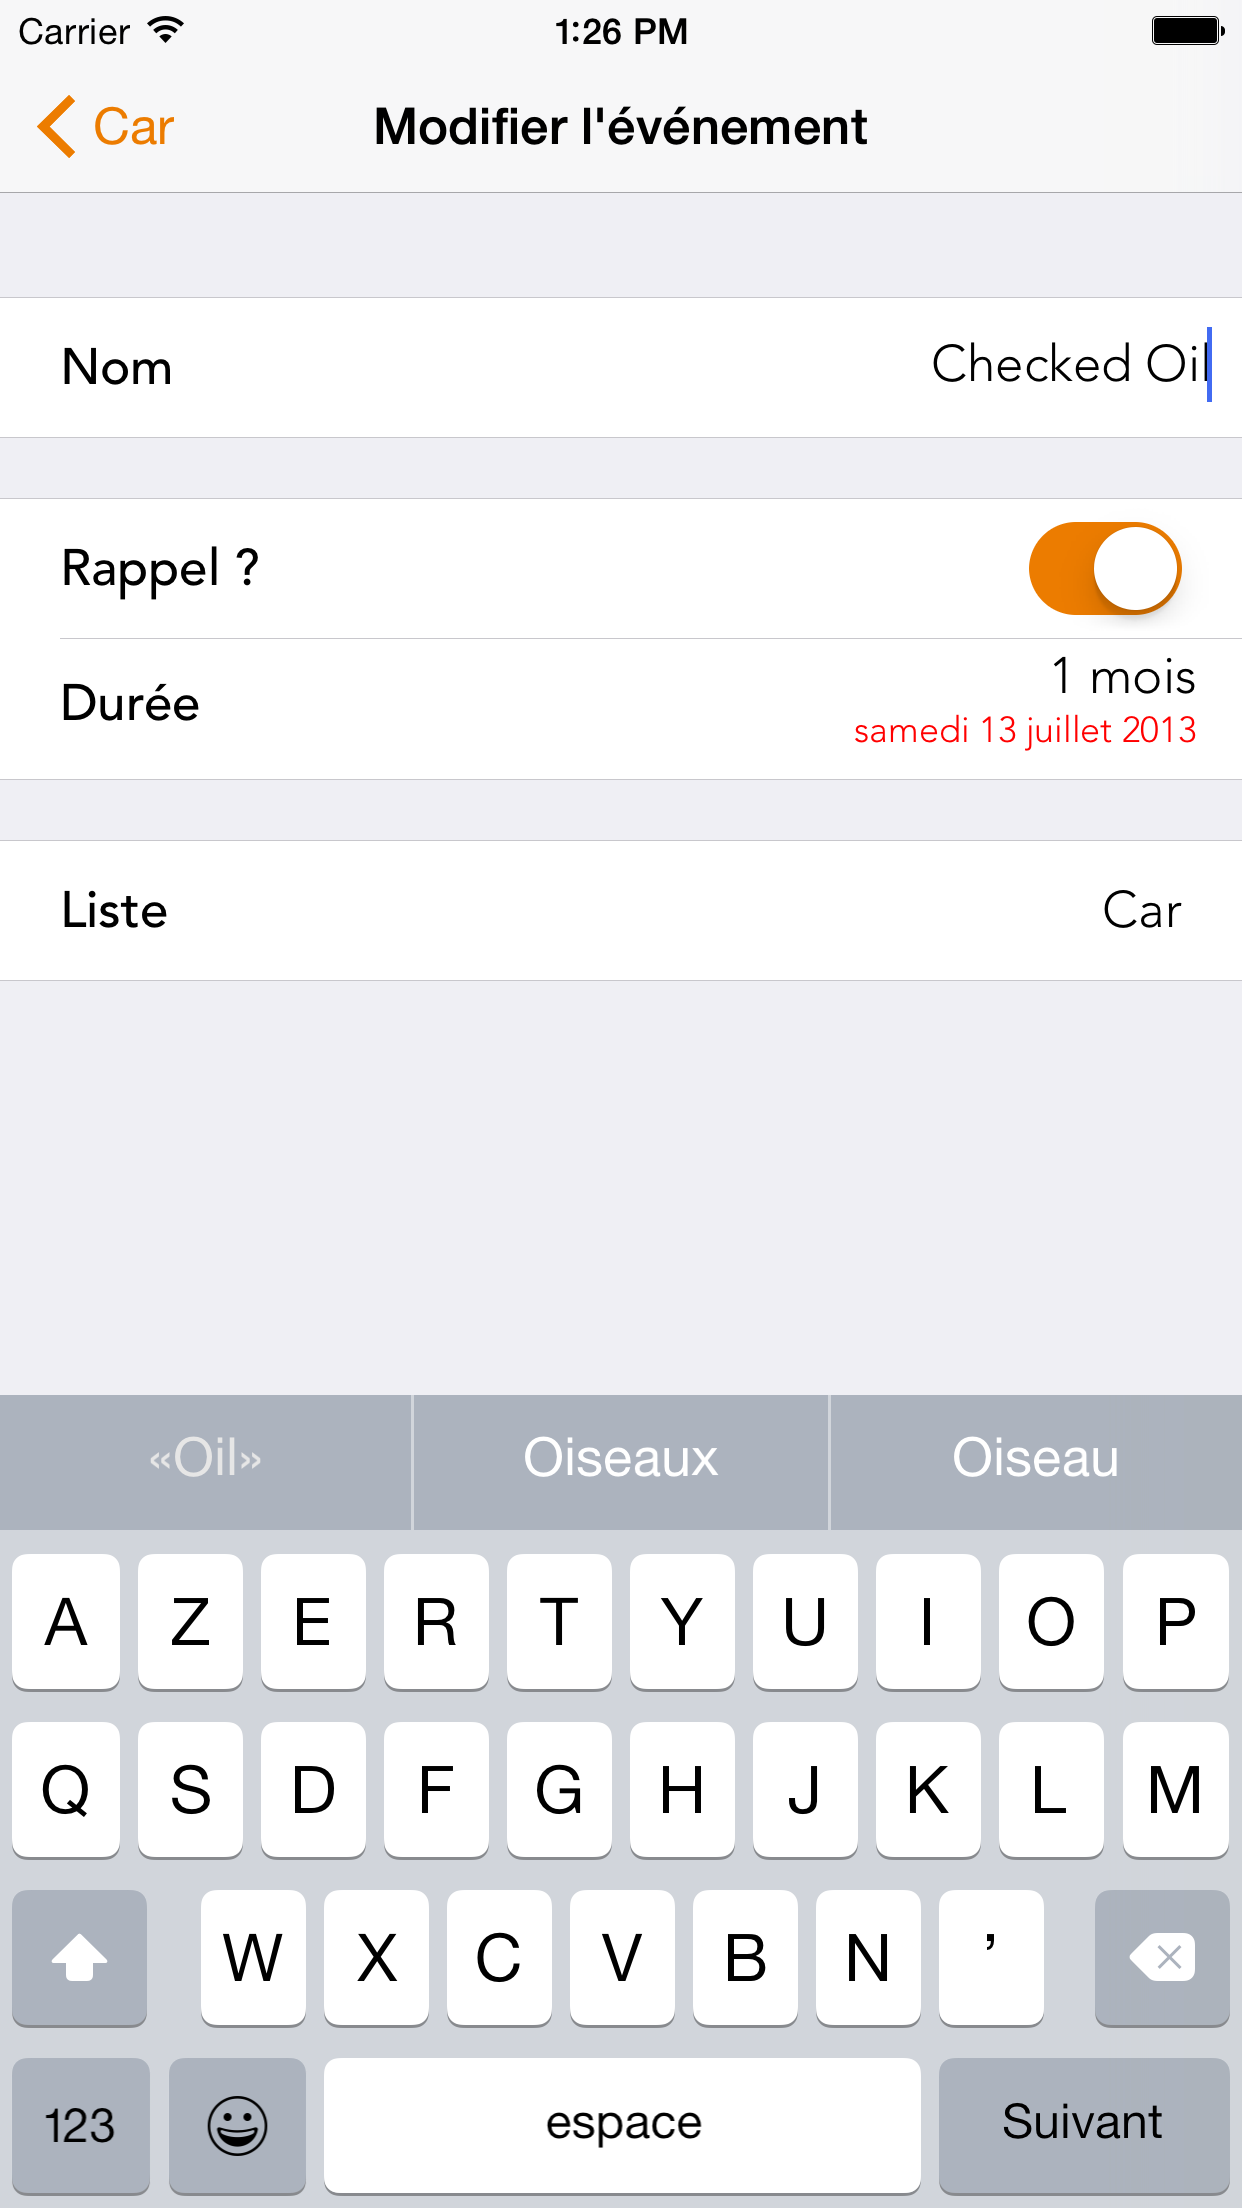 Carrier 1:26 PM
Car Modifier l'événement
Nom Checked Oil
Rappel ?
Durée 1 mois
samedi 13 juillet 2013
Liste Car
«Oil» Oiseaux Oiseau
A Z E R T Y U I O P
Q S D F G H J K L M
W X C V B N ’
123 espace Suivant